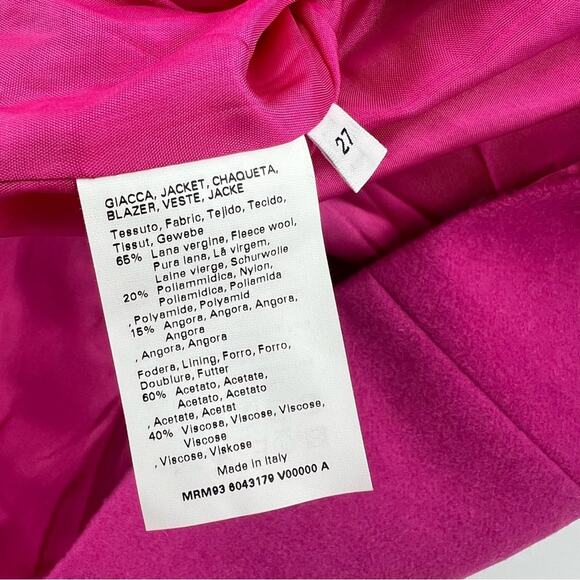 27
GIACCA, JACKET, CHAQUETA,
BLAZER, VESTE, JACKE
Tessuto, Fabric, Tejido, Tecido,
Tissut, Gewebe
65% Lana vergine, Fleece wool,
Pura lana, Lâ virgem,
Laine vierge, Schurwolle
20% Poliammidica, Nylon,
Poliamidica, Poliamida
, Polyamide, Polyamid
15% Angora, Angora, Angora,
Angora
, Angora, Angora
Fodera, Lining, Forro, Forro,
Doublure, Futter
60% Acetato, Acetate,
Acetato, Acetato
, Acetate, Acetat
40% Viscosa, Viscose, Viscosa,
Viscose
, Viscose, Viskose
Made in Italy
MRM93 6043179 V00000 A